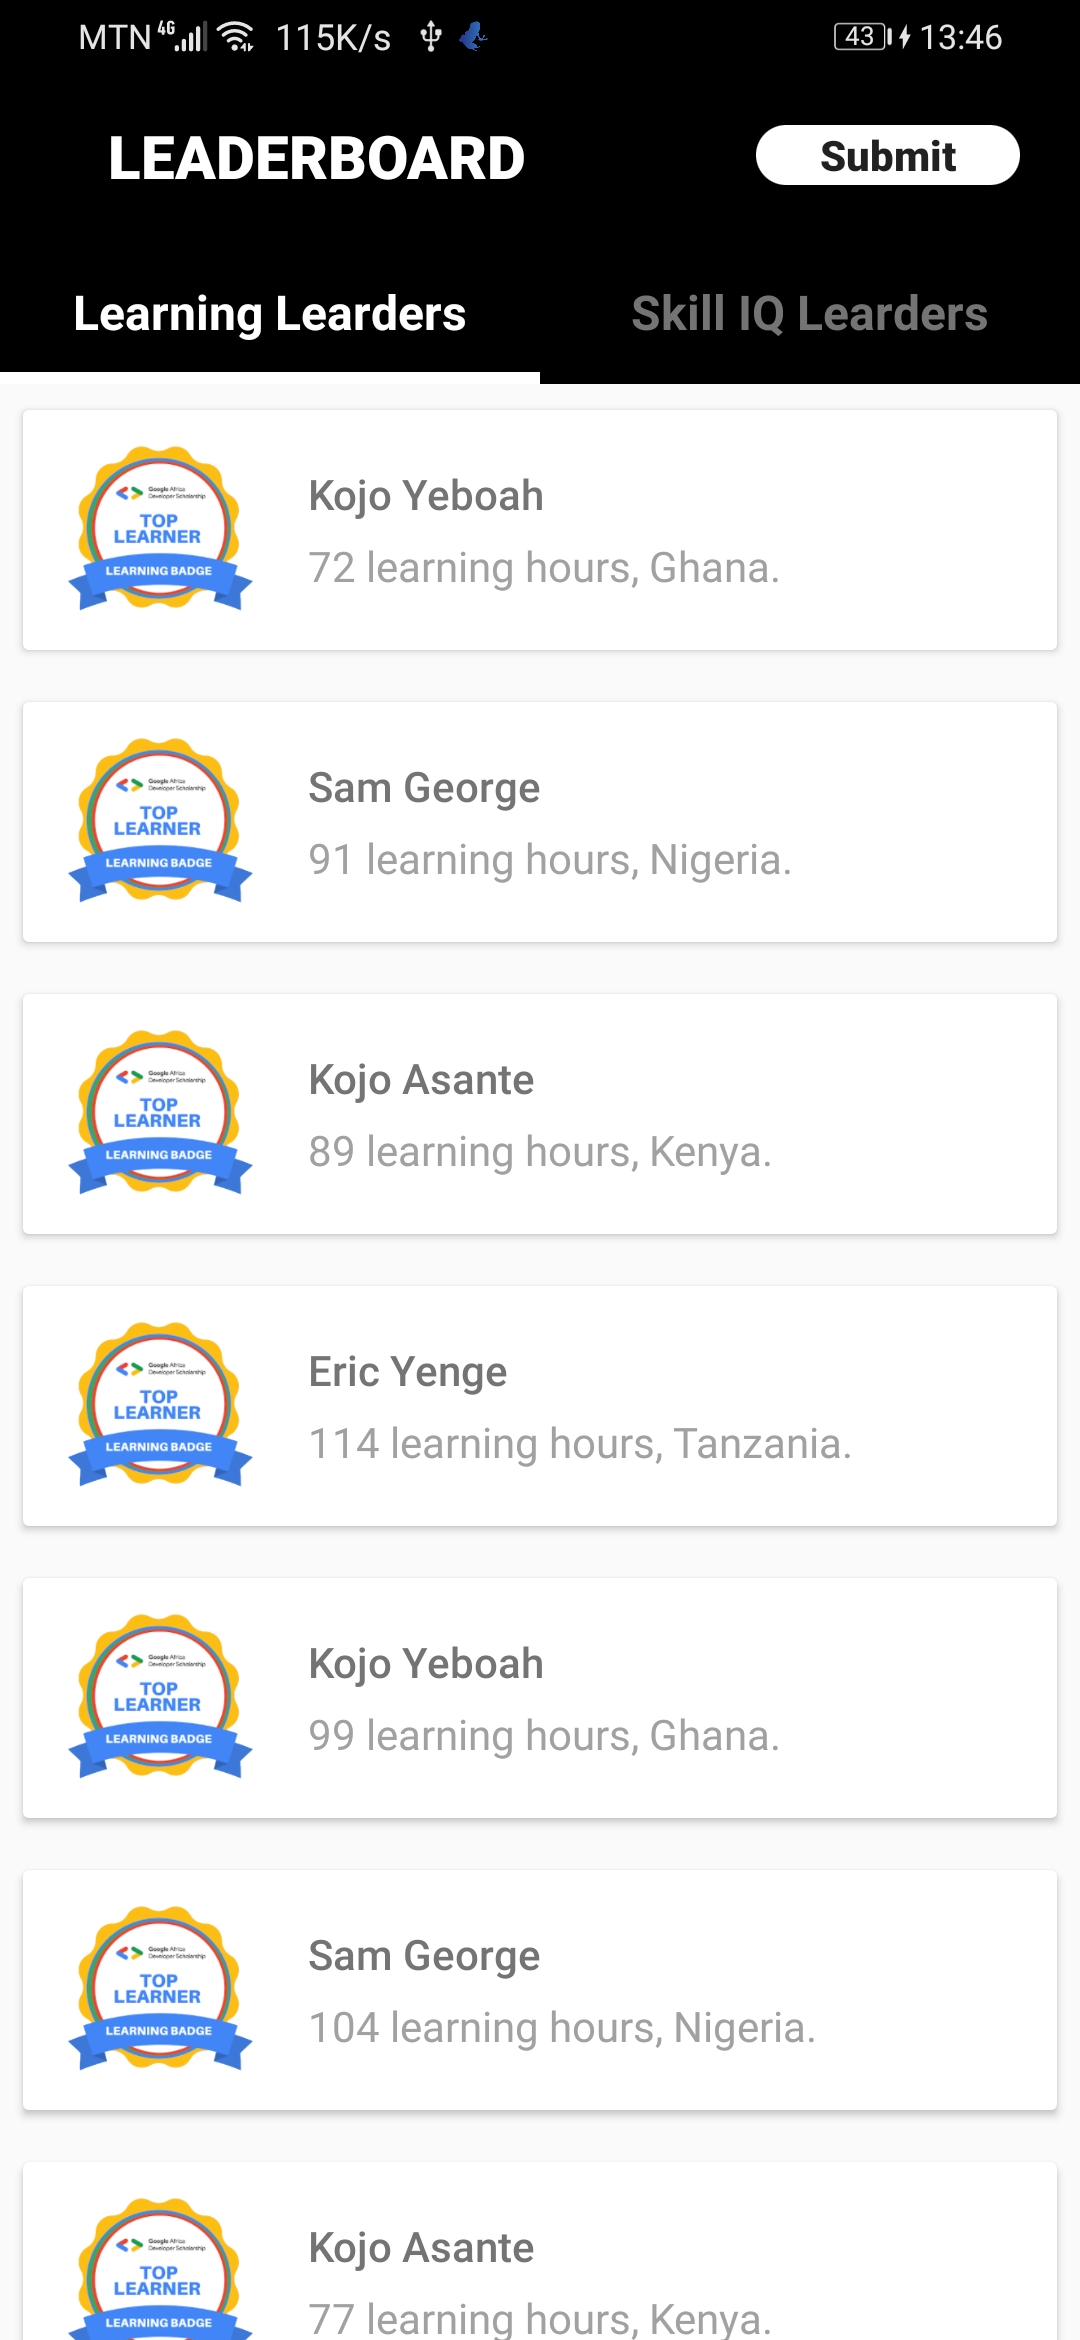 MTN 4G 115K/s 43 13:46
LEADERBOARD Submit
Learning Learders Skill IQ Learders
Google Africa
Developer Scholarship
TOP
LEARNER
LEARNING BADGE
Kojo Yeboah
72 learning hours, Ghana.
Google Africa
Developer Scholarship
TOP
LEARNER
LEARNING BADGE
Sam George
91 learning hours, Nigeria.
Google Africa
Developer Scholarship
TOP
LEARNER
LEARNING BADGE
Kojo Asante
89 learning hours, Kenya.
Google Africa
Developer Scholarship
TOP
LEARNER
LEARNING BADGE
Eric Yenge
114 learning hours, Tanzania.
Google Africa
Developer Scholarship
TOP
LEARNER
LEARNING BADGE
Kojo Yeboah
99 learning hours, Ghana.
Google Africa
Developer Scholarship
TOP
LEARNER
LEARNING BADGE
Sam George
104 learning hours, Nigeria.
Google Africa
Developer Scholarship
TOP
LEARNER
LEARNING BADGE
Kojo Asante
77 learning hours, Kenya.